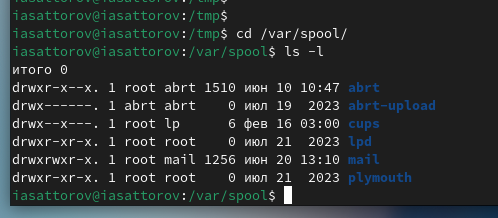 iasattorov@iasattorov:/tmp$
iasattorov@iasattorov:/tmp$
iasattorov@iasattorov:/tmp$ cd /var/spool/
iasattorov@iasattorov:/var/spool$ ls -l
итого 0
drwxr-x--x. 1 root abrt 1510 июн 10 10:47 abrt
drwx------. 1 abrt abrt    0 июл 19  2023 abrt-upload
drwx--x---. 1 root lp      6 фев 16 03:00 cups
drwxr-xr-x. 1 root root    0 июл 21  2023 lpd
drwxrwxr-x. 1 root mail 1256 июн 20 13:10 mail
drwxr-xr-x. 1 root root    0 июл 21  2023 plymouth
iasattorov@iasattorov:/var/spool$